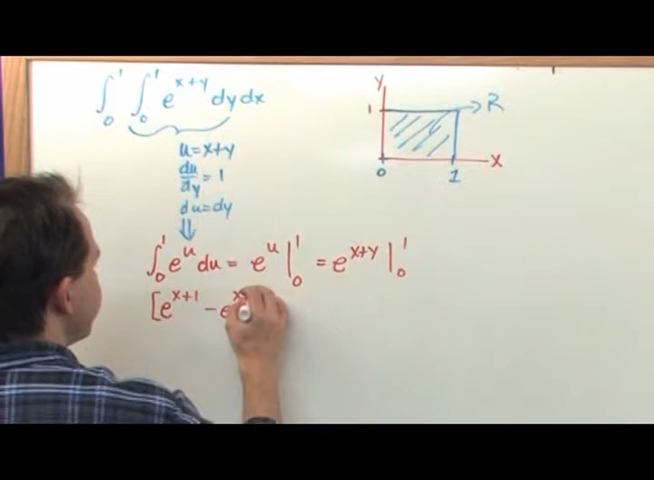 ∫₀¹ ∫₀¹ e^(x+y) dy dx
u = x+y
du/dy = 1
du = dy
∫₀¹ e^u du = e^u |₀¹ = e^(x+y) |₀¹
[e^(x+1) - e^x
y
1
R
x
0
1